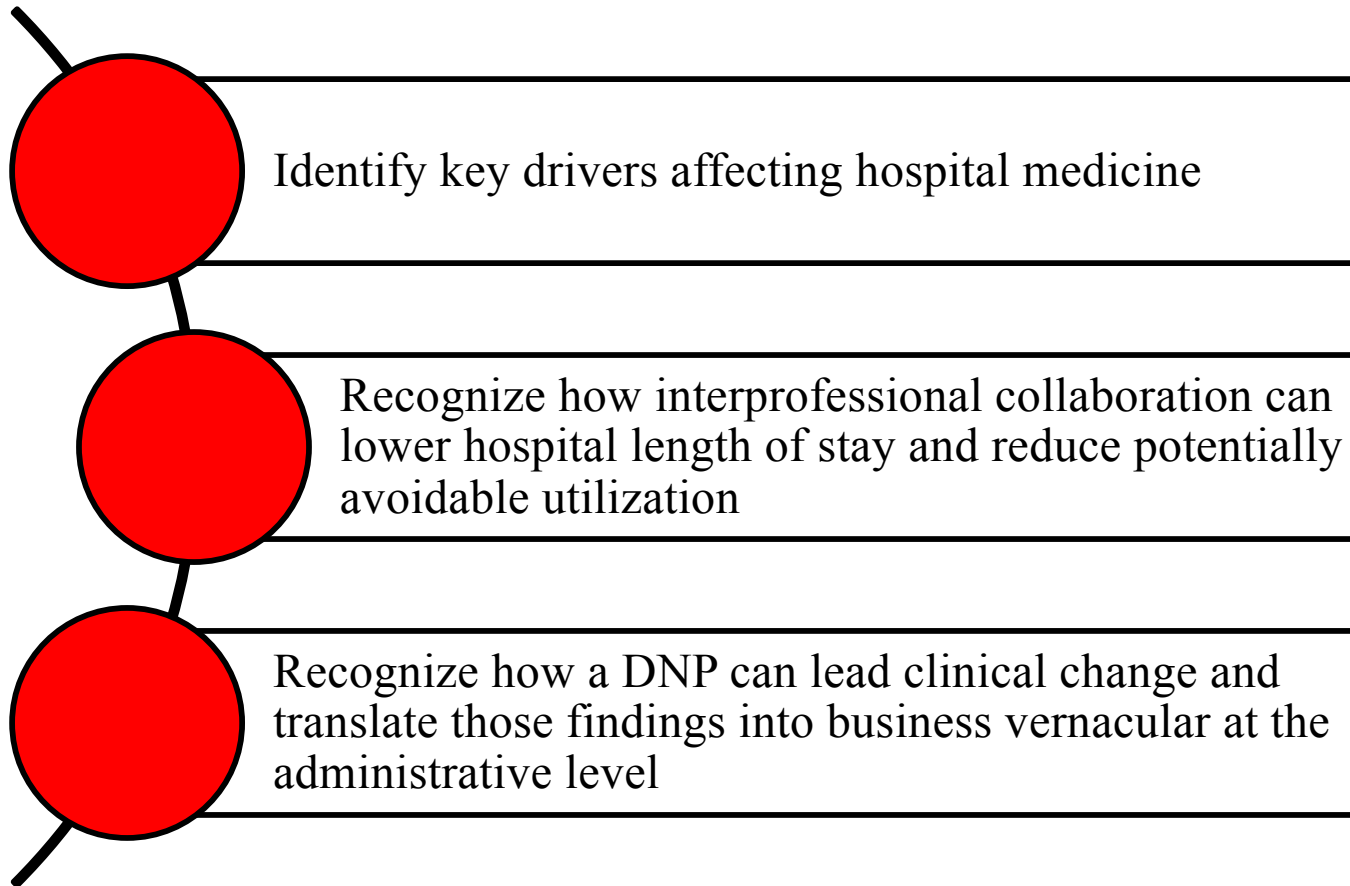 Identify key drivers affecting hospital medicine
Recognize how interprofessional collaboration can
lower hospital length of stay and reduce potentially
avoidable utilization
Recognize how a DNP can lead clinical change and
translate those findings into business vernacular at the
administrative level